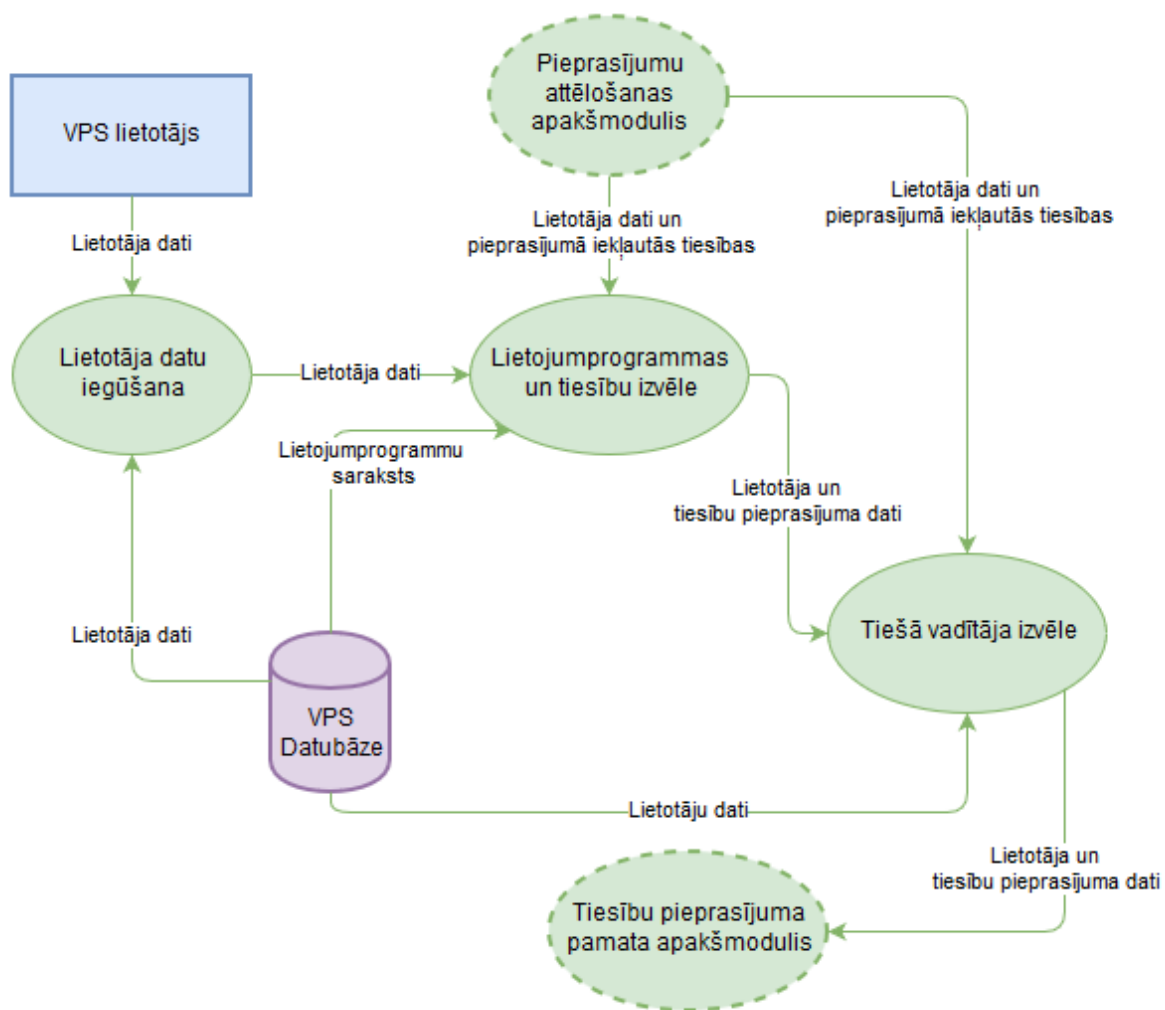 Pieprasījumu
attēlošanas
apakšmodulis
VPS lietotājs
Lietotāja dati un
pieprasījumā iekļautās tiesības
Lietotāja dati un
pieprasījumā iekļautās tiesības
Lietotāja dati
Lietotāja datu
iegūšana
Lietotāja dati
Lietojumprogrammas
un tiesību izvēle
Lietojumprogrammu
saraksts
Lietotāja un
tiesību pieprasījuma dati
Lietotāja dati
Tiešā vadītāja izvēle
VPS
Datubāze
Lietotāju dati
Lietotāja un
tiesību pieprasījuma dati
Tiesību pieprasījuma
pamata apakšmodulis